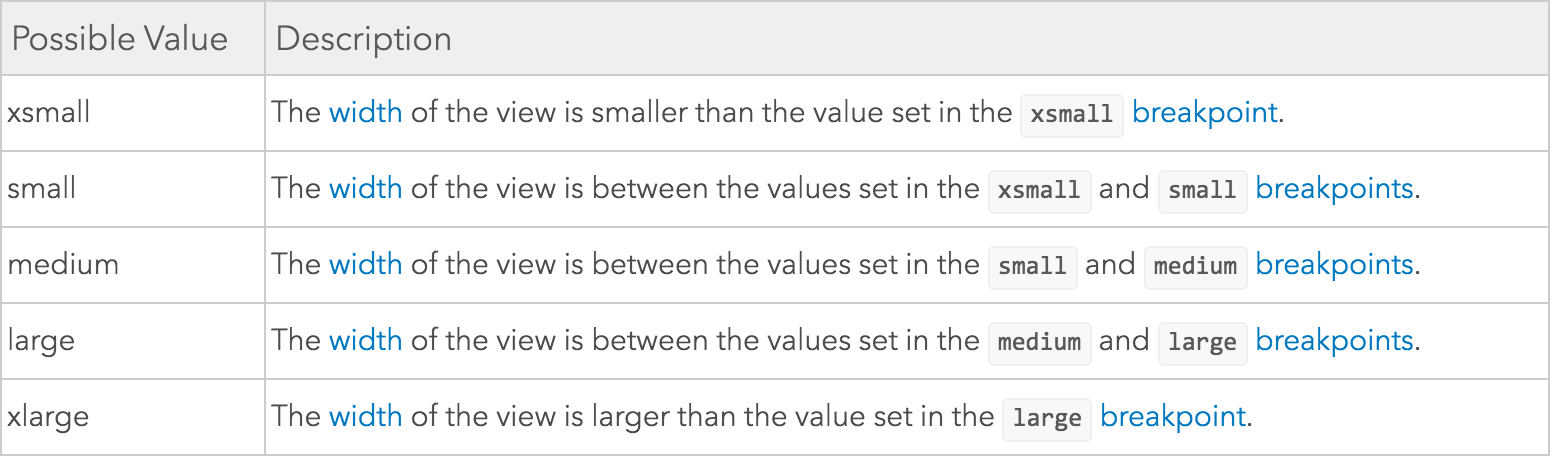 Possible Value Description
xsmall The width of the view is smaller than the value set in the xsmall breakpoint.
small The width of the view is between the values set in the xsmall and small breakpoints.
medium The width of the view is between the values set in the small and medium breakpoints.
large The width of the view is between the values set in the medium and large breakpoints.
xlarge The width of the view is larger than the value set in the large breakpoint.